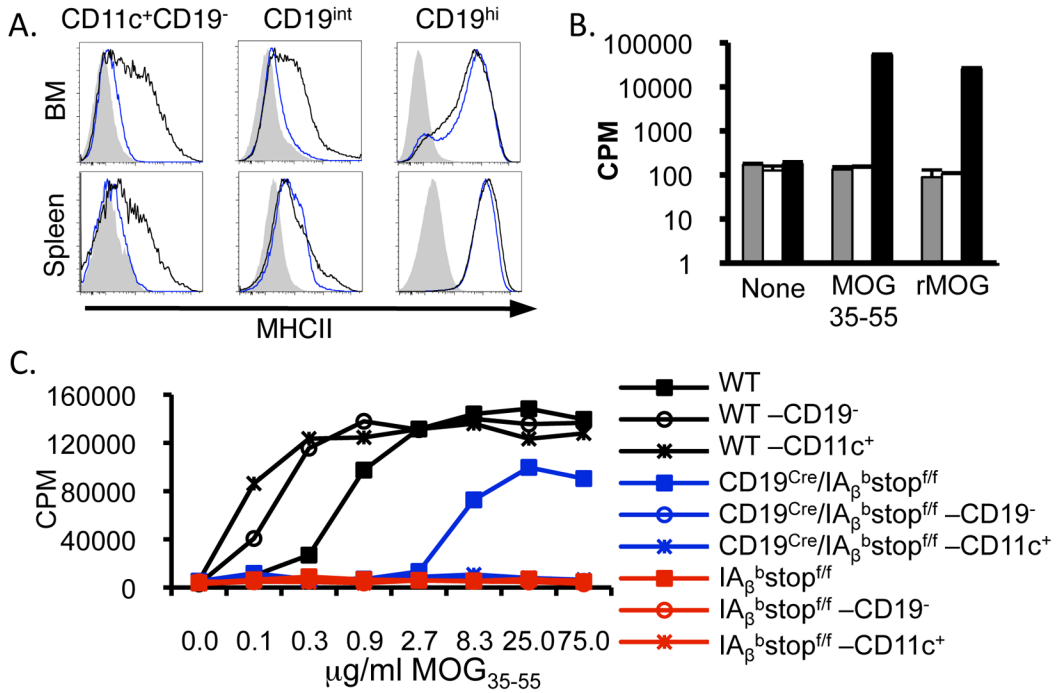 A.
CD11c⁺CD19⁻
CD19ⁱⁿᵗ
CD19ʰⁱ
BM
Spleen
MHCII
B.
CPM
100000
10000
1000
100
10
1
None
MOG
35-55
rMOG
C.
CPM
1600000
1200000
80000
40000
0
0.0
0.1
0.3
0.9
2.7
8.3
25.0
75.0
μg/ml MOG₃₅₋₅₅
WT
WT –CD19⁻
WT –CD11c⁺
CD19ᶜʳᵉ/IAᵦᵇstopᶠ/ᶠ
CD19ᶜʳᵉ/IAᵦᵇstopᶠ/ᶠ –CD19⁻
CD19ᶜʳᵉ/IAᵦᵇstopᶠ/ᶠ –CD11c⁺
IAᵦᵇstopᶠ/ᶠ
IAᵦᵇstopᶠ/ᶠ –CD19⁻
IAᵦᵇstopᶠ/ᶠ –CD11c⁺